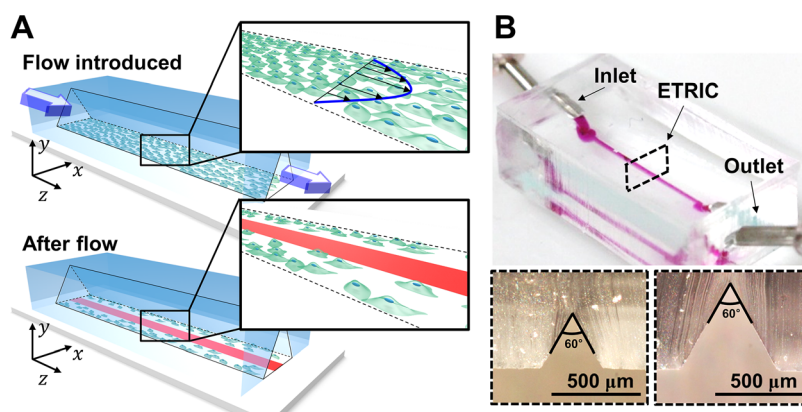 A
Flow introduced
y
x
z
After flow
y
x
z
B
Inlet
ETRIC
Outlet
60°
500 μm
60°
500 μm